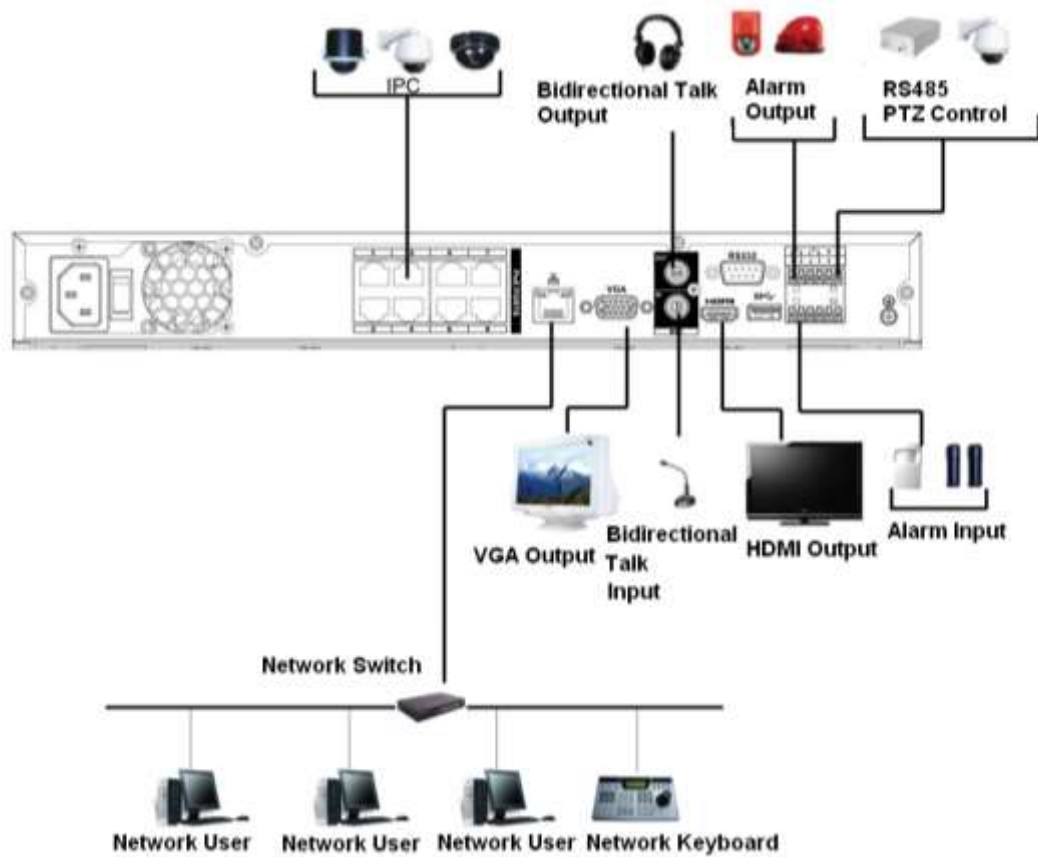 IPC
Bidirectional Talk
Output
Alarm
Output
RS485
PTZ Control
RS232
VGA
HDMI
VGA Output
Bidirectional
Talk
Input
HDMI Output
Alarm Input
Network Switch
Network User
Network User
Network User
Network Keyboard